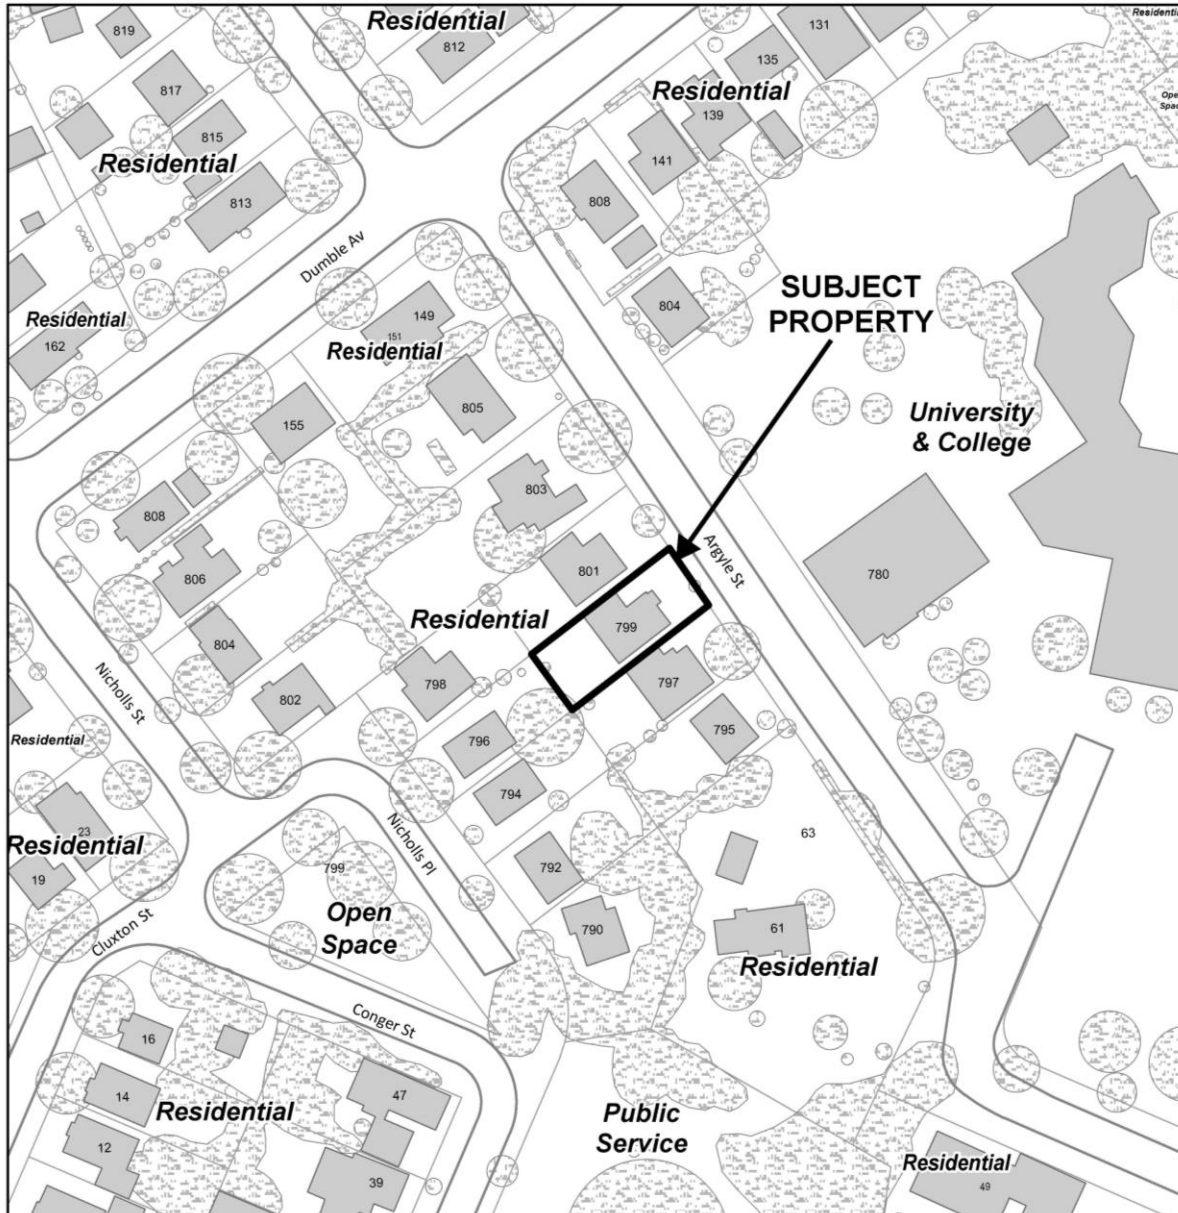 Residential
131
Residential
819
812
135
817
Residential
139
Open
Space
815
141
Residential
813
808
Dumble Av
SUBJECT
PROPERTY
804
149
Residential
151
Residential
162
805
University
& College
155
803
808
Argyle St
801
780
806
Residential
799
804
798
797
Nicholls St
802
795
796
Residential
794
23
63
Residential
Nicholls Pl
799
792
19
Open
Space
61
790
Cluxton St
Residential
Conger St
16
14
47
Residential
Public
Service
12
Residential
39
49